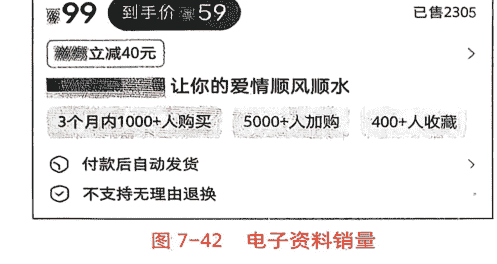 99 到手价 59 已售2305
立减40元
让你的爱情顺风顺水
3个月内1000+人购买 5000+人加购 400+人收藏
付款后自动发货
不支持无理由退换
图 7-42 电子资料销量